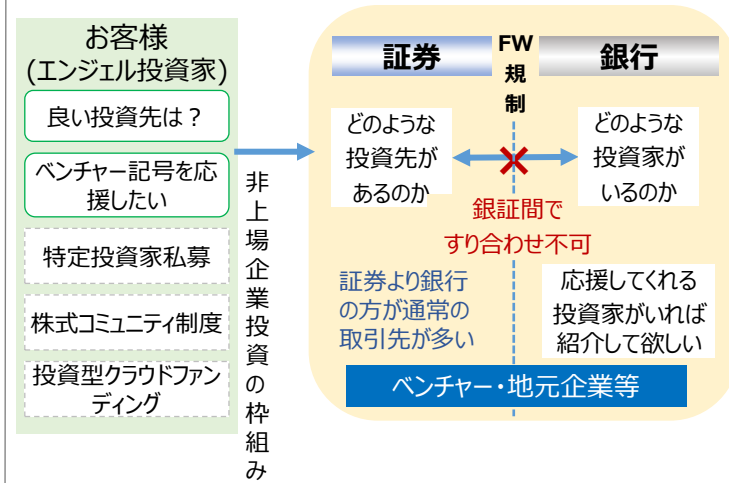 お客様
(エンジェル投資家)
良い投資先は？
ベンチャー記号を応
援したい
特定投資家私募
株式コミュニティ制度
投資型クラウドファン
ディング
非上場企業投資の枠組み
証券
FW
規
制
銀行
どのような
投資先が
あるのか
どのような
投資家が
いるのか
銀証間で
すり合わせ不可
証券より銀行
の方が通常の
取引先が多い
応援してくれる
投資家がいれば
紹介して欲しい
ベンチャー・地元企業等